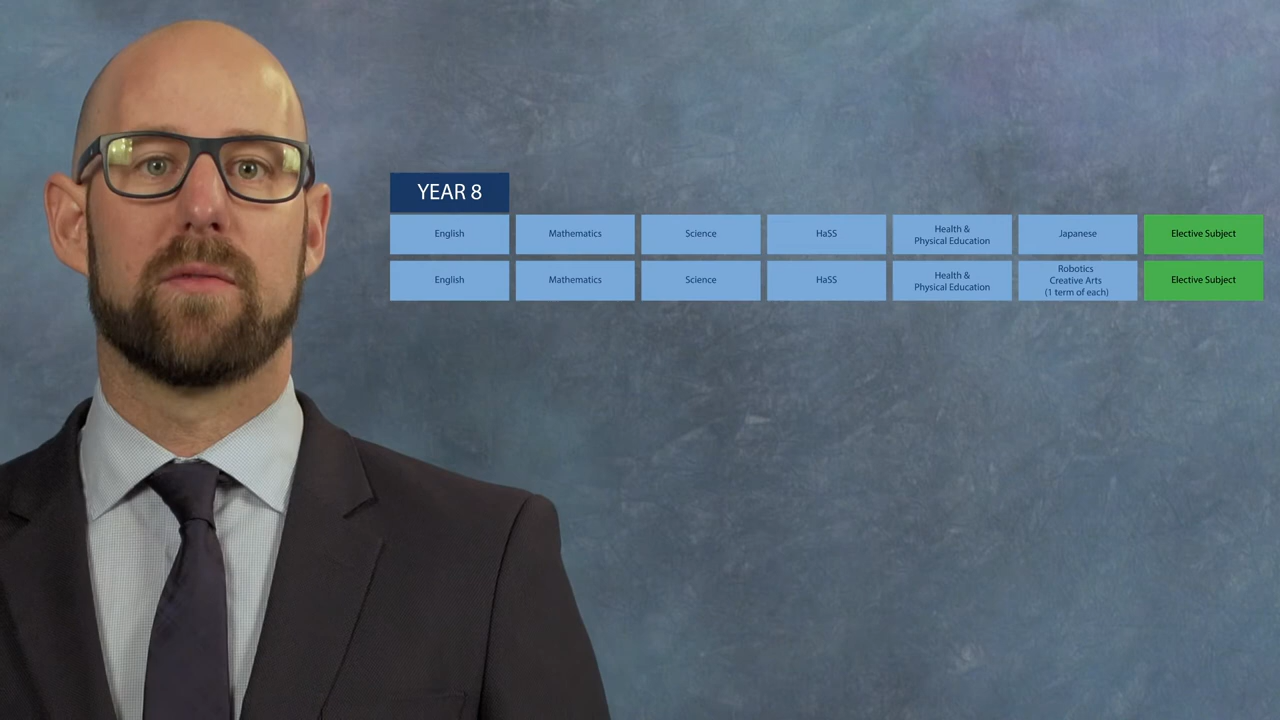 YEAR 8
English
Mathematics
Science
HaSS
Health &
Physical Education
Japanese
Elective Subject
English
Mathematics
Science
HaSS
Health &
Physical Education
Robotics
Creative Arts
(1 term of each)
Elective Subject